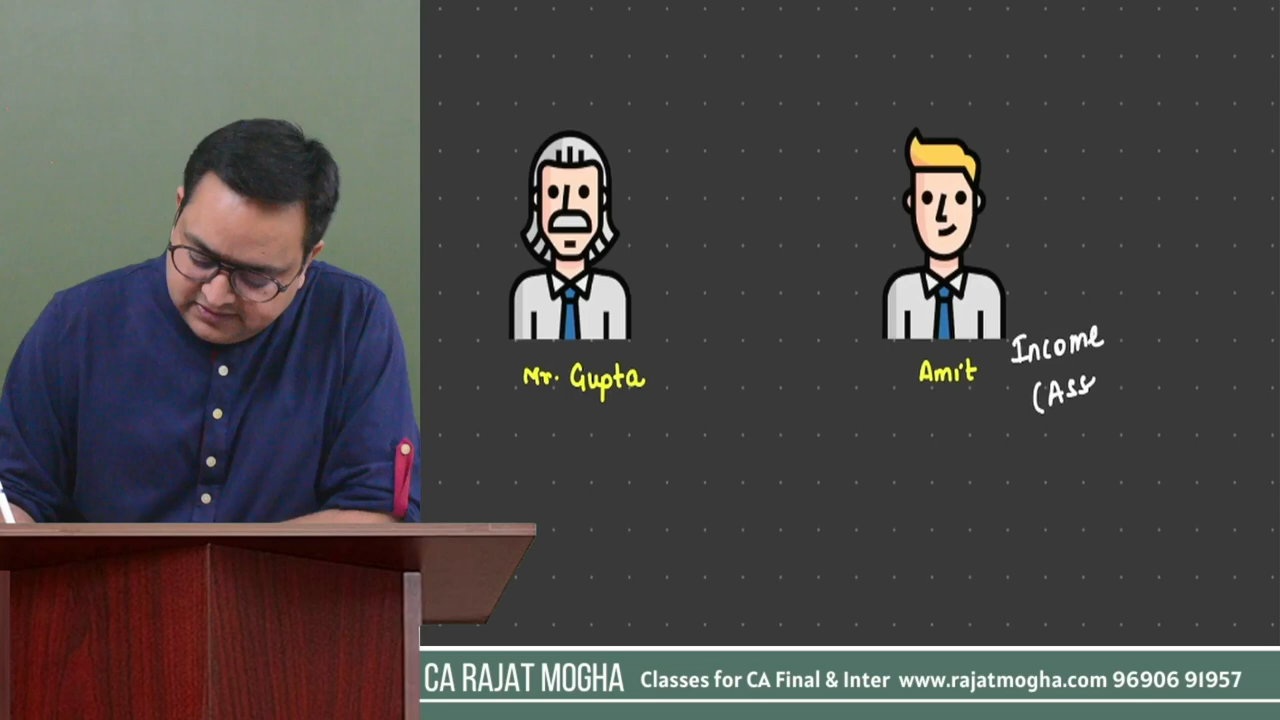 Mr. Gupta
Amit
Income
(Ass
CA RAJAT MOGHA Classes for CA Final & Inter www.rajatmogha.com 96906 91957